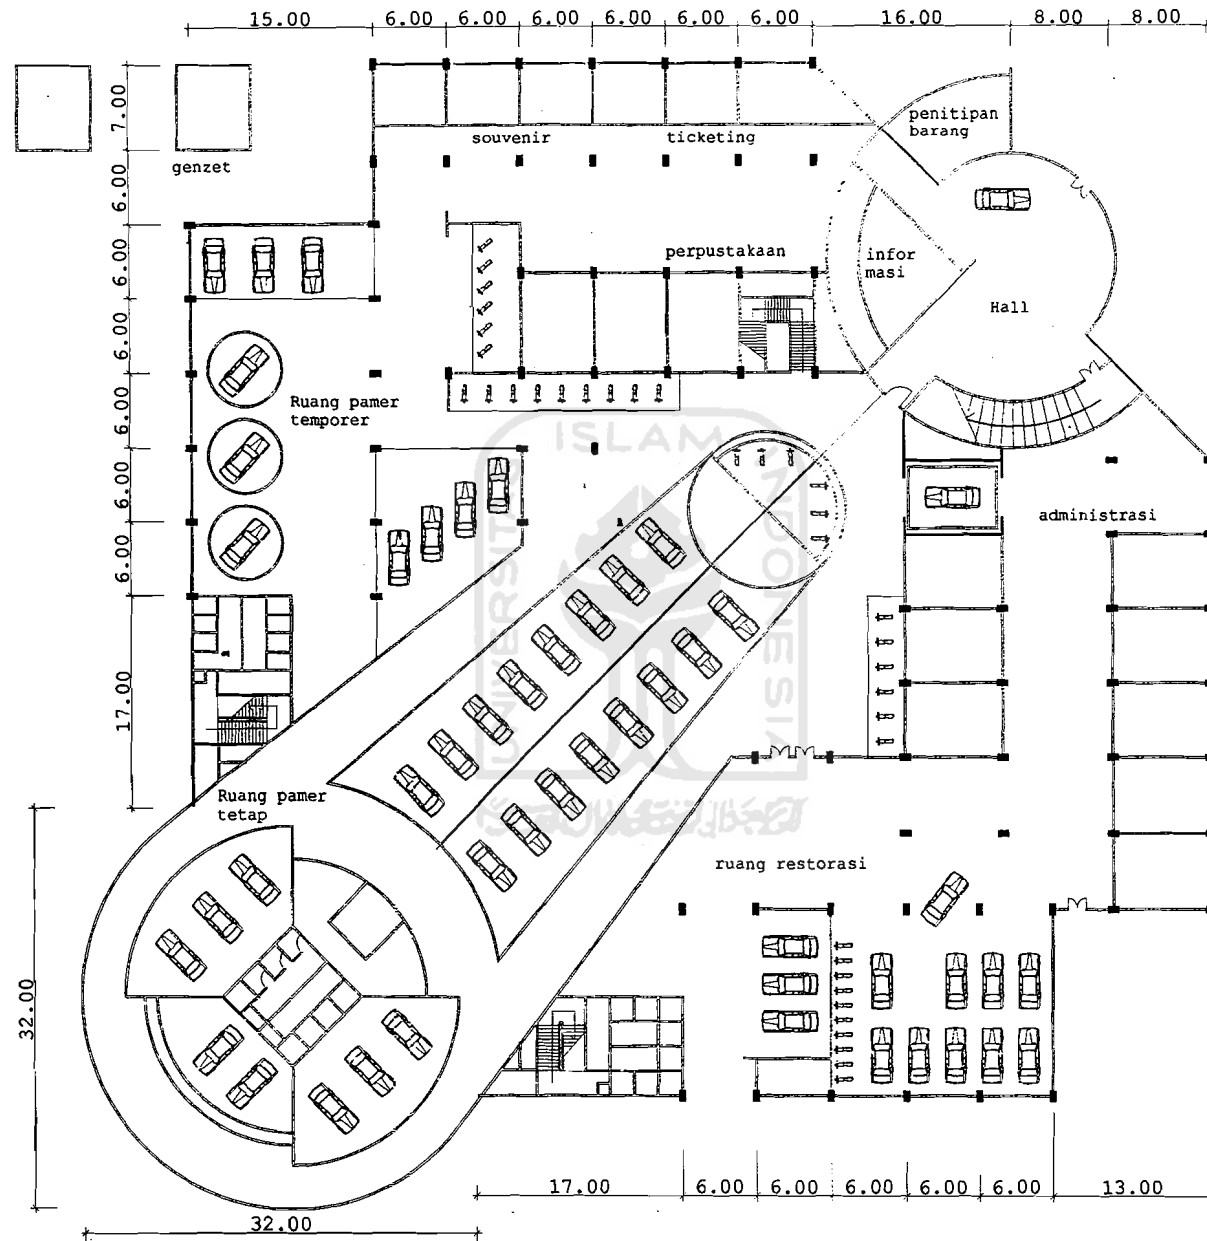 15.00 6.00 6.00 6.00 6.00 6.00 6.00 16.00 8.00 8.00
7.00
6.00
6.00
6.00
6.00
6.00
6.00
17.00
32.00
genzet
souvenir
ticketing
penitipan
barang
perpustakaan
infor
masi
Hall
Ruang pamer
temporer
administrasi
Ruang pamer
tetap
ruang restorasi
ISLAM
UNIVERSITAS
INDONESIA
17.00 6.00 6.00 6.00 6.00 6.00 13.00
32.00